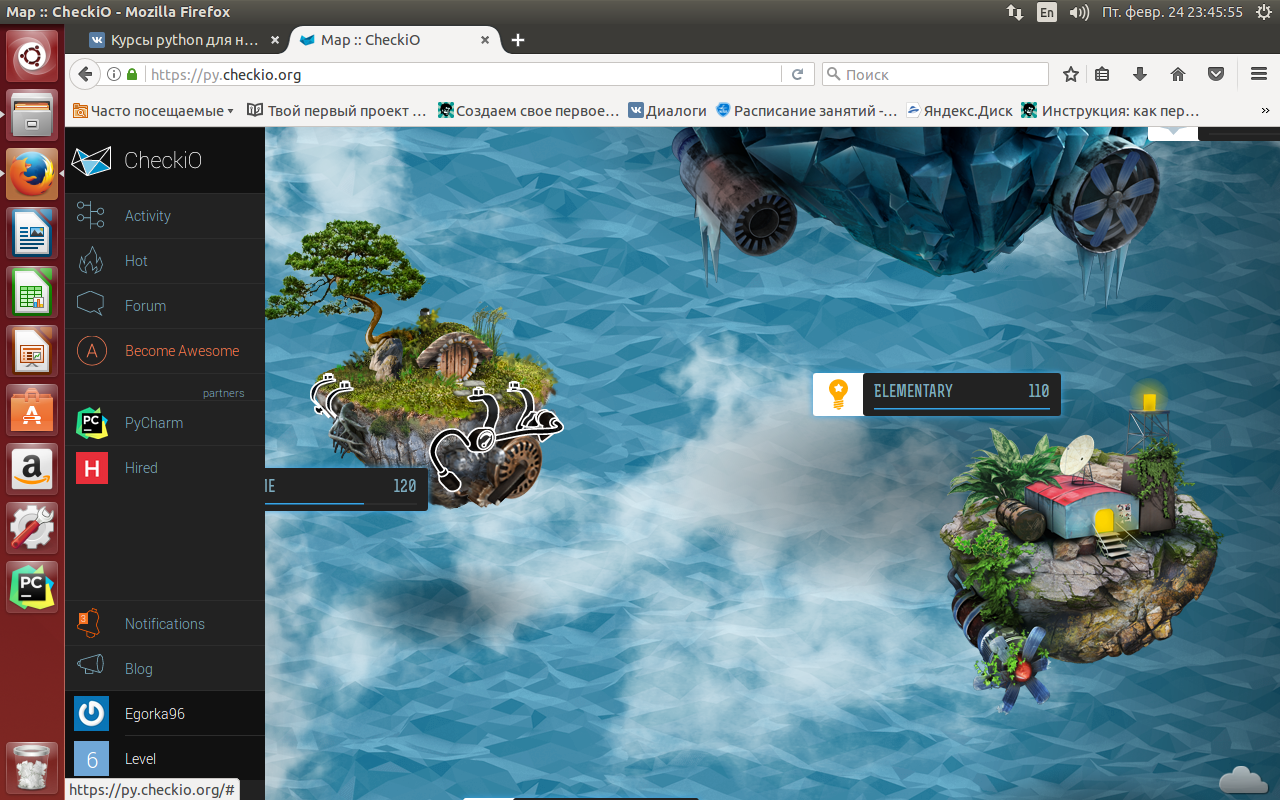 Map :: CheckiO - Mozilla Firefox
En
Пт. февр. 24 23:45:55
Курсы python для н...
Map :: CheckiO
https://py.checkio.org
Поиск
Часто посещаемые
Твой первый проект ...
Создаем свое первое...
Диалоги
Расписание занятий -...
Яндекс.Диск
Инструкция: как пер...
»
CheckiO
Activity
Hot
Forum
A
Become Awesome
partners
PC
PyCharm
H
Hired
ELEMENTARY 110
ME 120
Notifications
Blog
Egorka96
6
Level
https://py.checkio.org/#
A
a
PC